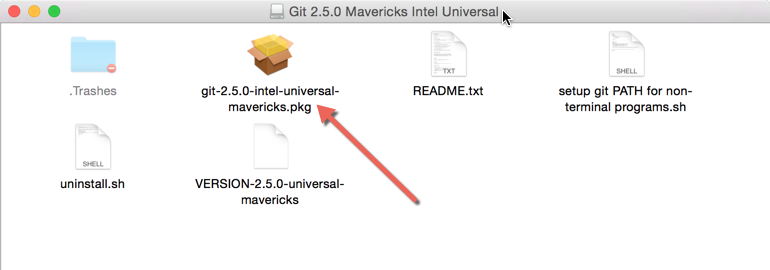 Git 2.5.0 Mavericks Intel Universal
.Trashes
git-2.5.0-intel-universal-
mavericks.pkg
TXT
README.txt
SHELL
setup git PATH for non-
terminal programs.sh
SHELL
uninstall.sh
VERSION-2.5.0-universal-
mavericks